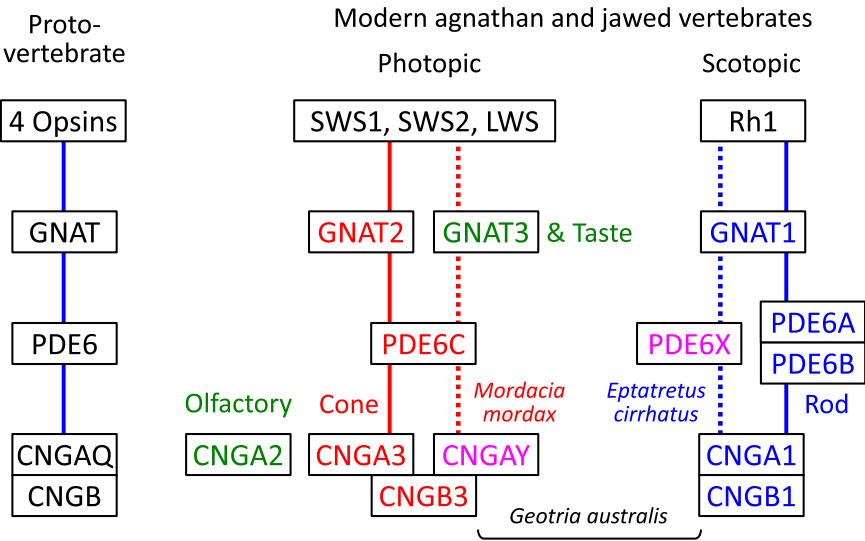 Proto-
vertebrate
Modern agnathan and jawed vertebrates
Photopic
Scotopic
4 Opsins
SWS1, SWS2, LWS
Rh1
GNAT
GNAT2
GNAT3
& Taste
GNAT1
PDE6
PDE6C
PDE6X
PDE6A
PDE6B
Olfactory
Cone
Mordacia
mordax
Eptatretus
cirrhatus
Rod
CNGAQ
CNGB
CNGA2
CNGA3
CNGAY
CNGB3
CNGA1
CNGB1
Geotria australis